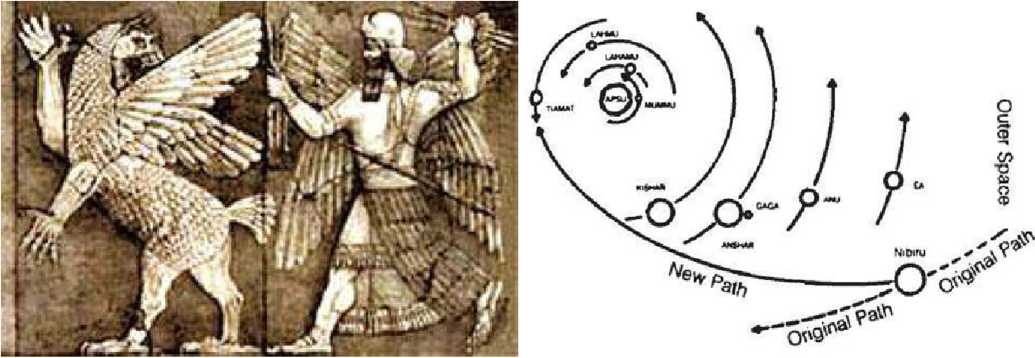 LAHMU
LAHAMU
TIAMAT
APSU
MUMMU
KISHAR
GAGA
ANSHAR
ANU
EA
Outer Space
Nibiru
New Path
Original Path
Original Path